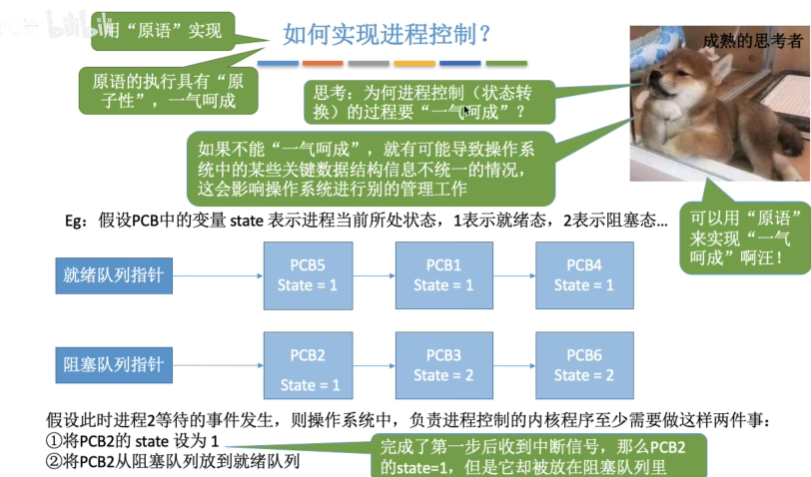 用“原语”实现
如何实现进程控制？
成熟的思考者
原语的执行具有“原
子性”，一气呵成
思考：为何进程控制（状态转
换）的过程要“一气呵成”？
如果不能“一气呵成”，就有可能导致操作系
统中的某些关键数据结构信息不统一的情况，
这会影响操作系统进行别的管理工作
可以用“原语”
来实现“一气
呵成”啊汪！
Eg：假设PCB中的变量 state 表示进程当前所处状态，1表示就绪态，2表示阻塞态…
就绪队列指针
PCB5
State = 1
PCB1
State = 1
PCB4
State = 1
阻塞队列指针
PCB2
State = 1
PCB3
State = 2
PCB6
State = 2
假设此时进程2等待的事件发生，则操作系统中，负责进程控制的内核程序至少需要做这样两件事：
①将PCB2的 state 设为 1
②将PCB2从阻塞队列放到就绪队列
完成了第一步后收到中断信号，那么PCB2
的state=1，但是它却被放在阻塞队列里